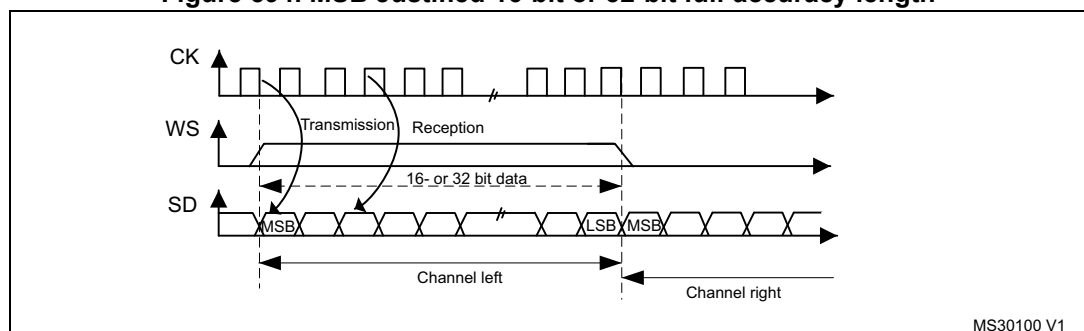 Figure MSB Justified 16-bit or 32-bit full-accuracy length
CK
Transmission
Reception
WS
16- or 32 bit data
SD
MSB
LSB
MSB
Channel left
Channel right
MS30100 V1